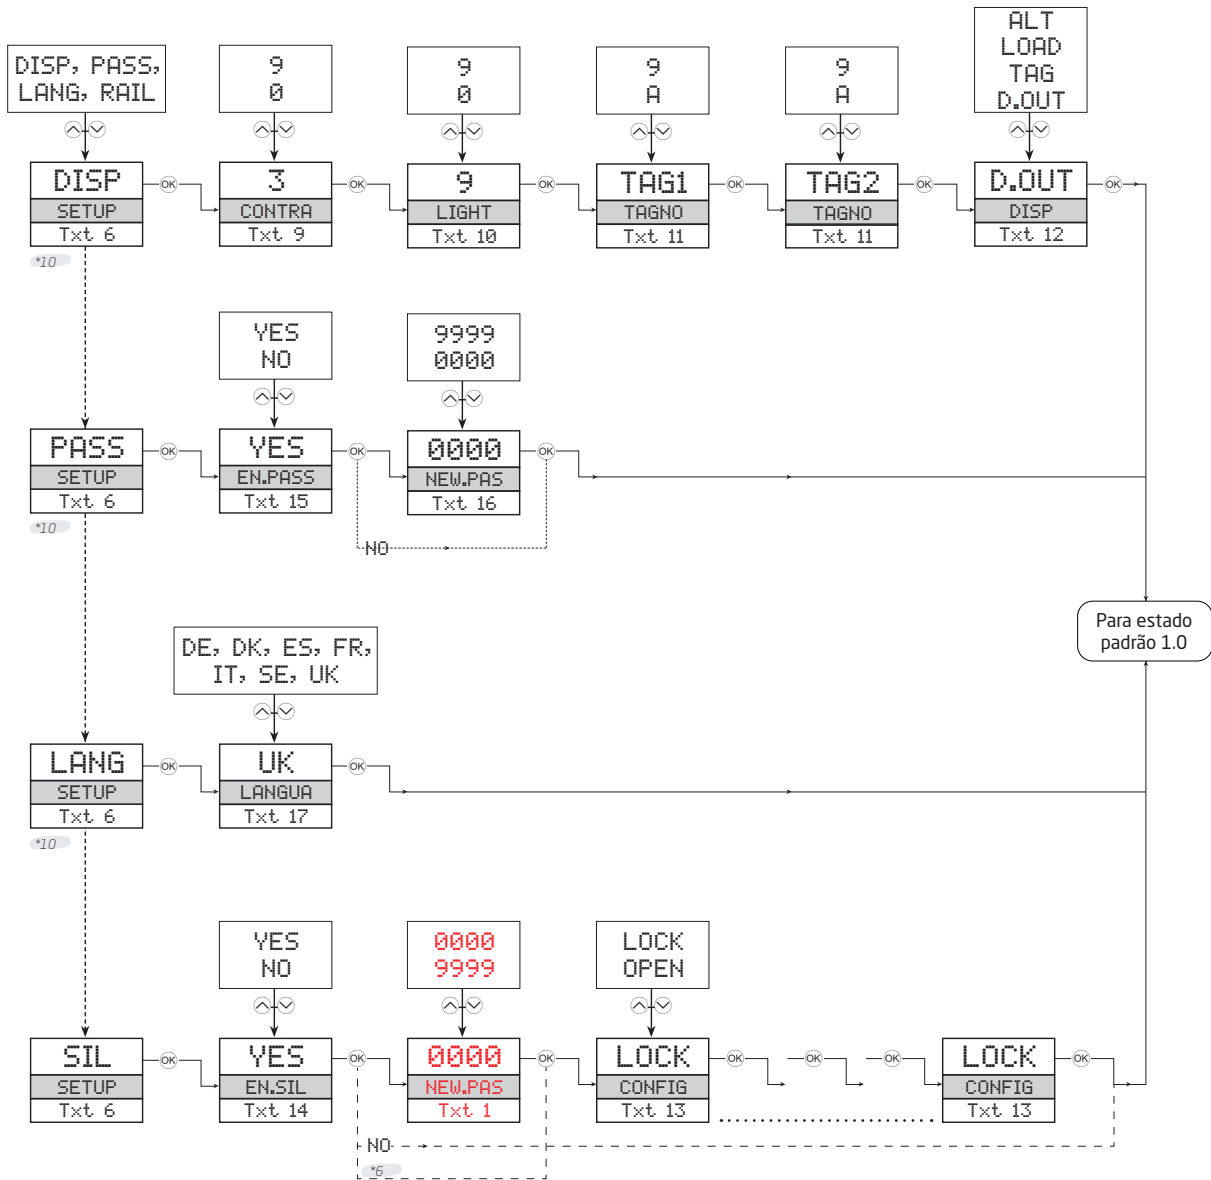 DISP, PASS,
LANG, RAIL
9
0
9
0
9
A
9
A
ALT
LOAD
TAG
D.OUT
DISP
SETUP
Txt 6
*10
OK
3
CONTRA
Txt 9
OK
9
LIGHT
Txt 10
OK
TAG1
TAGNO
Txt 11
OK
TAG2
TAGNO
Txt 11
OK
D.OUT
DISP
Txt 12
OK
YES
NO
9999
0000
PASS
SETUP
Txt 6
*10
OK
YES
EN.PASS
Txt 15
OK
0000
NEW.PAS
Txt 16
OK
NO
Para estado
padrão 1.0
DE, DK, ES, FR,
IT, SE, UK
LANG
SETUP
Txt 6
*10
OK
UK
LANGUA
Txt 17
OK
YES
NO
0000
9999
LOCK
OPEN
SIL
SETUP
Txt 6
OK
YES
EN.SIL
Txt 14
OK
0000
NEW.PAS
Txt 1
OK
LOCK
CONFIG
Txt 13
OK
OK
OK
LOCK
CONFIG
Txt 13
OK
NO
*6